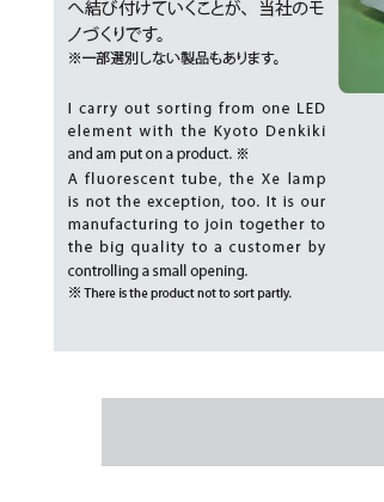 へ結び付けていくことが、当社のモ
ノづくりです。
※一部選別しない製品もあります。
I carry out sorting from one LED
element with the Kyoto Denkiki
and am put on a product. ※
A fluorescent tube, the Xe lamp
is not the exception, too. It is our
manufacturing to join together to
the big quality to a customer by
controlling a small opening.
※ There is the product not to sort partly.